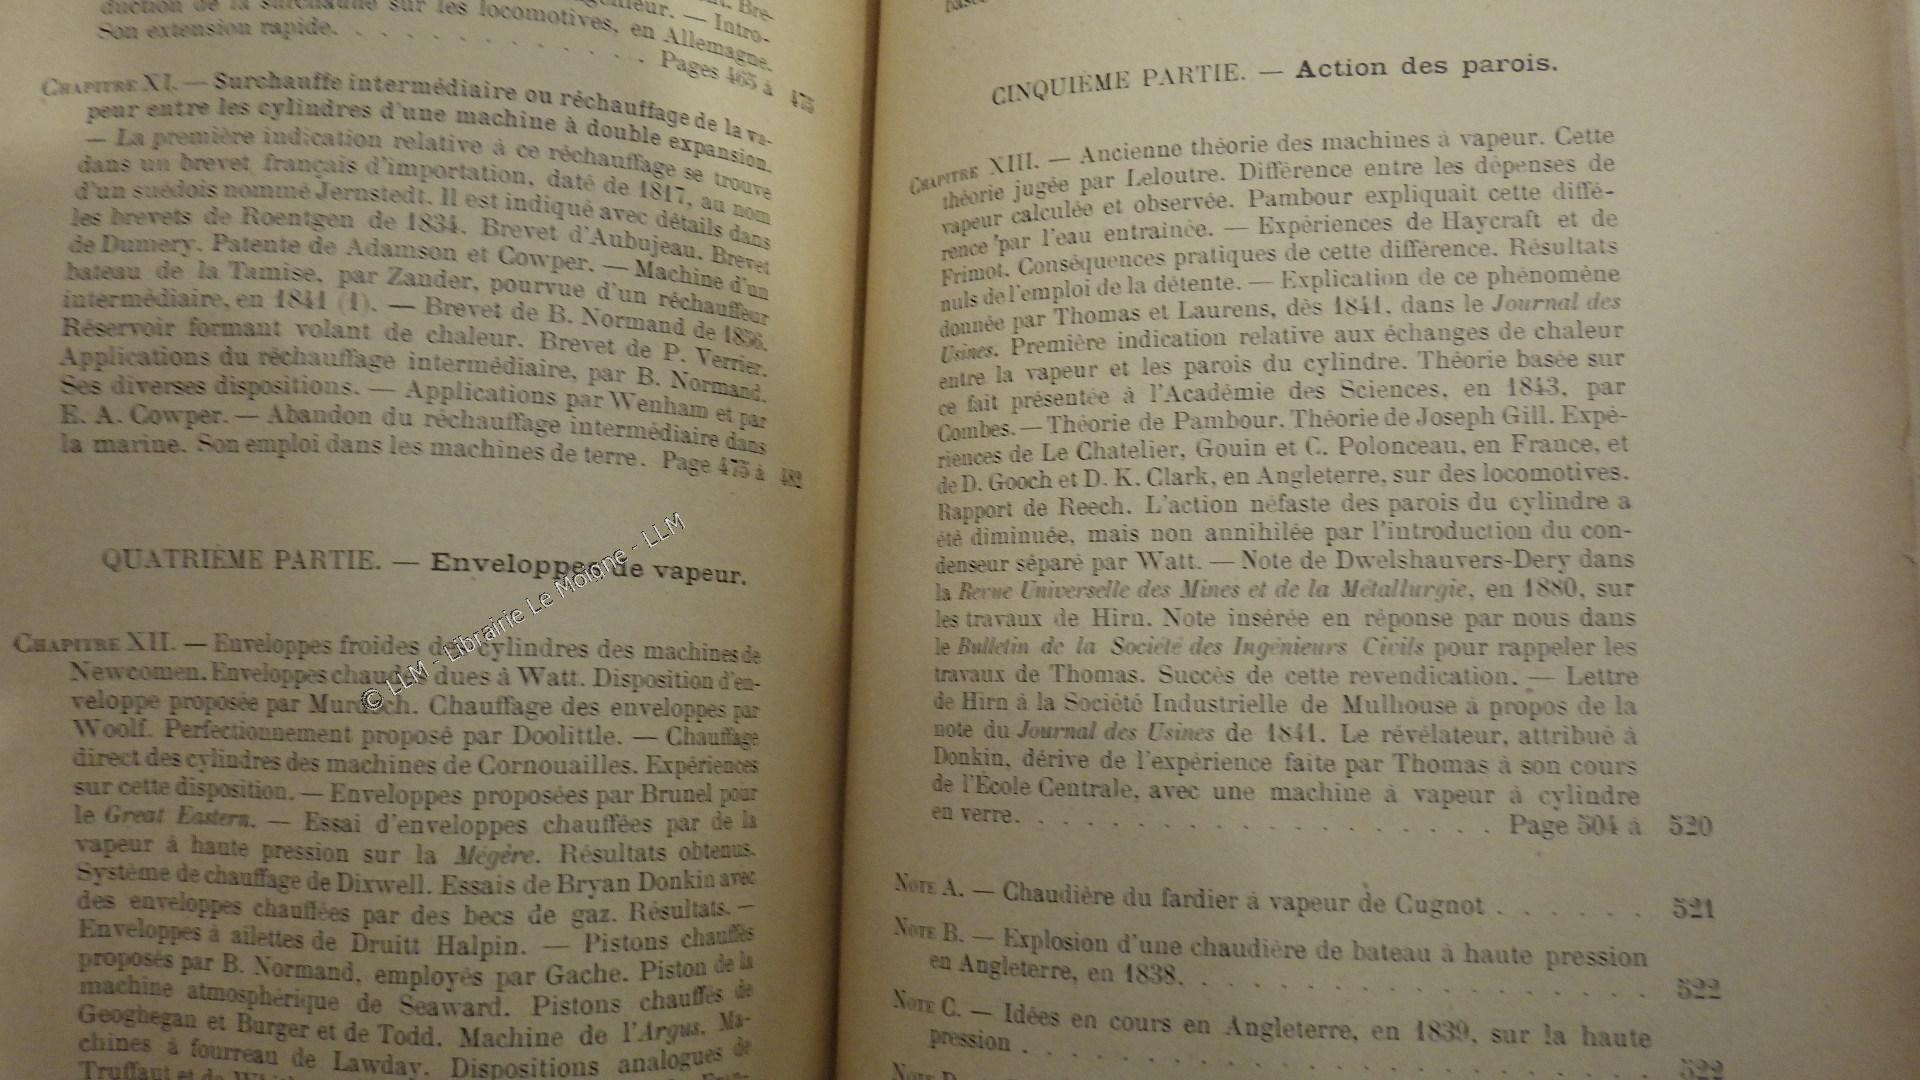 duction de la surchauffe sur les locomotives, en Allemagne.
Son extension rapide. . . . . . . . . . . . Pages 465 à 475
CHAPITRE XI. — Surchauffe intermédiaire ou réchauffage de la va-
peur entre les cylindres d'une machine à double expansion.
— La première indication relative à ce réchauffage se trouve
dans un brevet français d'importation, daté de 1817, au nom
d'un suédois nommé Jernstedt. Il est indiqué avec détails dans
les brevets de Roentgen de 1834. Brevet d'Aubujeau. Brevet
de Dumery. Patente de Adamson et Cowper. — Machine d'un
bateau de la Tamise, par Zander, pourvue d'un réchauffeur
intermédiaire, en 1841 (1). — Brevet de B. Normand de 1856.
Réservoir formant volant de chaleur. Brevet de P. Verrier.
Applications du réchauffage intermédiaire, par B. Normand.
Ses diverses dispositions. — Applications par Wenham et par
E. A. Cowper. — Abandon du réchauffage intermédiaire dans
la marine. Son emploi dans les machines de terre. Page 475 à 482
QUATRIÈME PARTIE. — Enveloppes de vapeur.
CHAPITRE XII. — Enveloppes froides des cylindres des machines de
Newcomen. Enveloppes chaudes dues à Watt. Disposition d'en-
veloppe proposée par Murdoch. Chauffage des enveloppes par
Woolf. Perfectionnement proposé par Doolittle. — Chauffage
direct des cylindres des machines de Cornouailles. Expériences
sur cette disposition. — Enveloppes proposées par Brunel pour
le Great Eastern. — Essai d'enveloppes chauffées par de la
vapeur à haute pression sur la Mégère. Résultats obtenus.
Système de chauffage de Dixwell. Essais de Bryan Donkin avec
des enveloppes chauffées par des becs de gaz. Résultats. —
Enveloppes à ailettes de Druitt Halpin. — Pistons chauffés
proposés par B. Normand, employés par Gache. Piston de la
machine atmosphérique de Seaward. Pistons chauffés de
Geoghegan et Burger et de Todd. Machine de l'Argus. Ma-
chines à fourreau de Lawday. Dispositions analogues de
Truffaut et de
© LLM - Librairie Le Moigne - LLM
CINQUIÈME PARTIE. — Action des parois.
CHAPITRE XIII. — Ancienne théorie des machines à vapeur. Cette
théorie jugée par Leloutre. Différence entre les dépenses de
vapeur calculée et observée. Pambour expliquait cette diffé-
rence par l'eau entraînée. — Expériences de Haycraft et de
Frimot. Conséquences pratiques de cette différence. Résultats
nuls de l'emploi de la détente. — Explication de ce phénomène
donnée par Thomas et Laurens, dès 1841, dans le Journal des
Usines. Première indication relative aux échanges de chaleur
entre la vapeur et les parois du cylindre. Théorie basée sur
ce fait présentée à l'Académie des Sciences, en 1843, par
Combes. — Théorie de Pambour. Théorie de Joseph Gill. Expé-
riences de Le Chatelier, Gouin et C. Polonceau, en France, et
de D. Gooch et D. K. Clark, en Angleterre, sur des locomotives.
Rapport de Reech. L'action néfaste des parois du cylindre a
été diminuée, mais non annihilée par l'introduction du con-
denseur séparé par Watt. — Note de Dwelshauvers-Dery dans
la Revue Universelle des Mines et de la Métallurgie, en 1880, sur
les travaux de Hirn. Note insérée en réponse par nous dans
le Bulletin de la Société des Ingénieurs Civils pour rappeler les
travaux de Thomas. Succès de cette revendication. — Lettre
de Hirn à la Société Industrielle de Mulhouse à propos de la
note du Journal des Usines de 1841. Le révélateur, attribué à
Donkin, dérive de l'expérience faite par Thomas à son cours
de l'École Centrale, avec une machine à vapeur à cylindre
en verre. . . . . . . . . . . . . . . . . . Page 504 à 520
NOTE A. — Chaudière du fardier à vapeur de Cugnot . . . . . . 521
NOTE B. — Explosion d'une chaudière de bateau à haute pression
en Angleterre, en 1838. . . . . . . . . . . . . . . . . 522
NOTE C. — Idées en cours en Angleterre, en 1839, sur la haute
pression . . . . . . . . . . . . . . . . . . . . . . 522
NOTE D